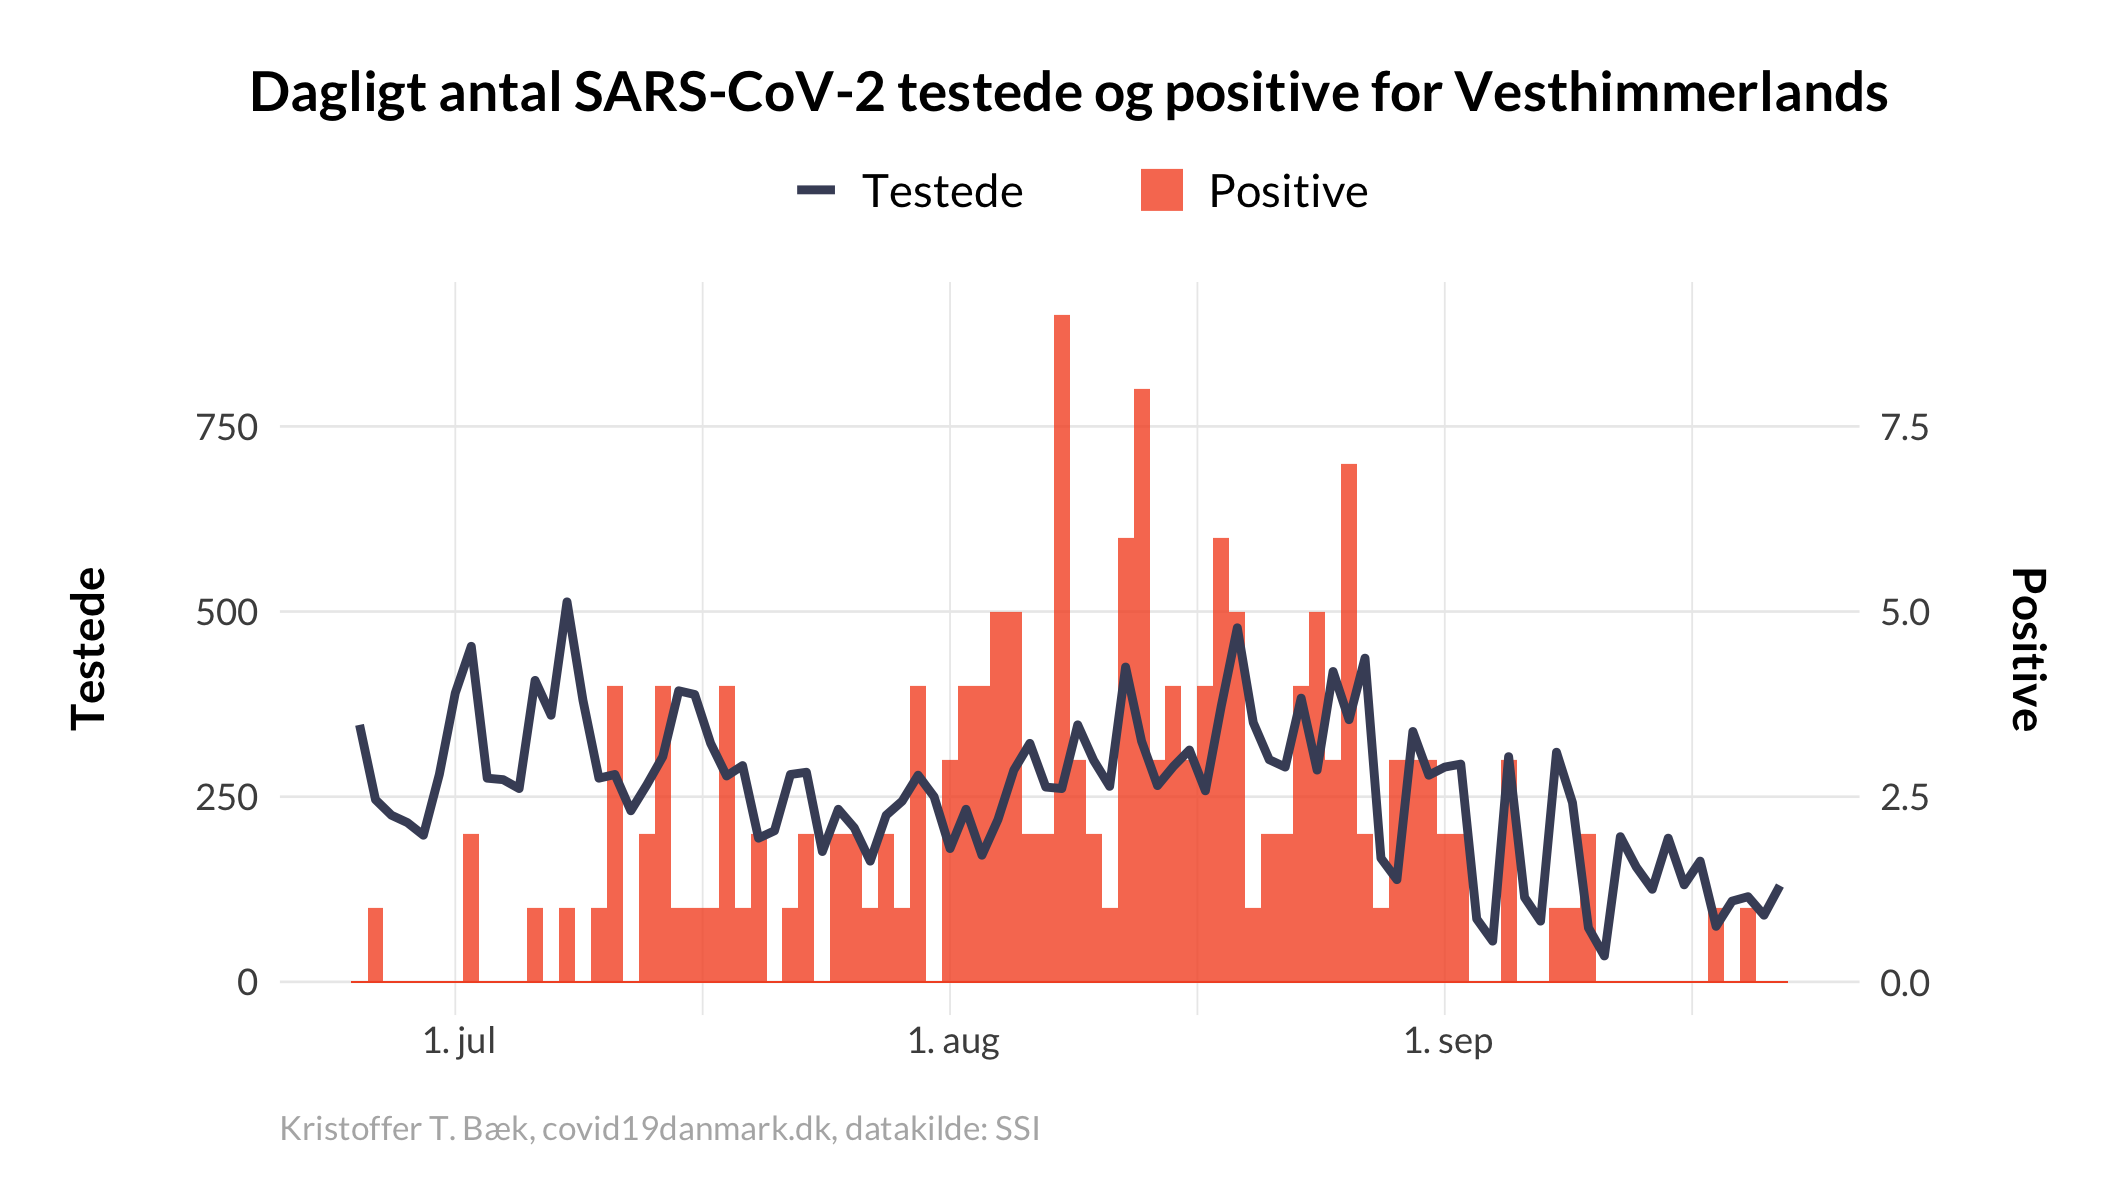 Dagligt antal SARS-CoV-2 testede og positive for Vesthimmerlands
Testede
Positive
Testede
750
500
250
0
7.5
5.0
2.5
0.0
Positive
1. jul
1. aug
1. sep
Kristoffer T. Bæk, covid19danmark.dk, datakilde: SSI